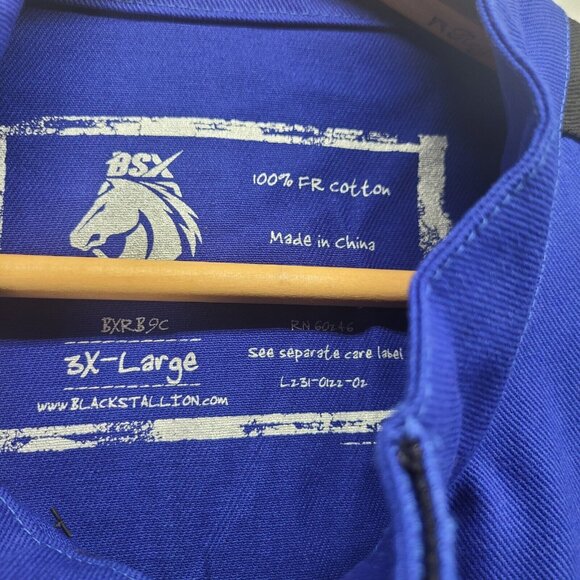 BSX
100% FR cotton
Made in China
BXRB9C
RN 60246
3X-Large
See separate care label
www.BLACKSTALLION.com
L231-0122-02